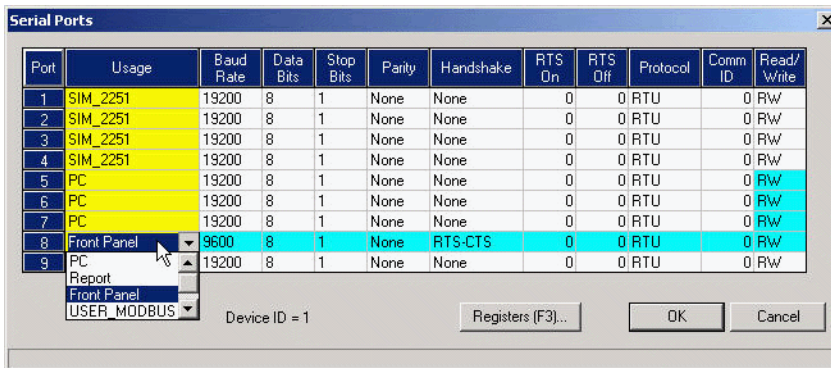 Serial Ports
Port Usage Baud Rate Data Bits Stop Bits Parity Handshake RTS On RTS Off Protocol Comm ID Read/Write
1 SIM_2251 19200 8 1 None None 0 0 RTU 0 RW
2 SIM_2251 19200 8 1 None None 0 0 RTU 0 RW
3 SIM_2251 19200 8 1 None None 0 0 RTU 0 RW
4 SIM_2251 19200 8 1 None None 0 0 RTU 0 RW
5 PC 19200 8 1 None None 0 0 RTU 0 RW
6 PC 19200 8 1 None None 0 0 RTU 0 RW
7 PC 19200 8 1 None None 0 0 RTU 0 RW
8 Front Panel 9600 8 1 None RTS-CTS 0 0 RTU 0 RW
9 PC 19200 8 1 None None 0 0 RTU 0 RW
Report
Front Panel
USER_MODBUS
Device ID = 1 Registers (F3)... OK Cancel